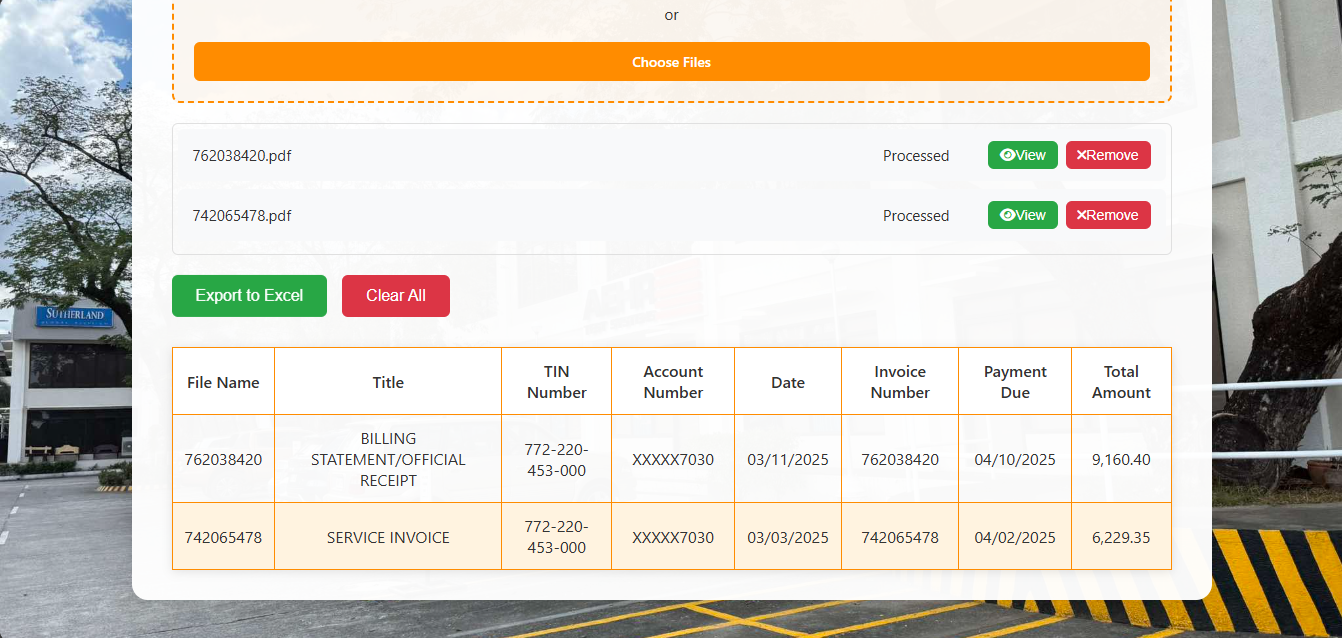 or
Choose Files
762038420.pdf Processed View Remove
742065478.pdf Processed View Remove
Export to Excel Clear All
SUTHERLAND
File Name Title TIN Number Account Number Date Invoice Number Payment Due Total Amount
762038420 BILLING STATEMENT/OFFICIAL RECEIPT 772-220-453-000 XXXXX7030 03/11/2025 762038420 04/10/2025 9,160.40
742065478 SERVICE INVOICE 772-220-453-000 XXXXX7030 03/03/2025 742065478 04/02/2025 6,229.35